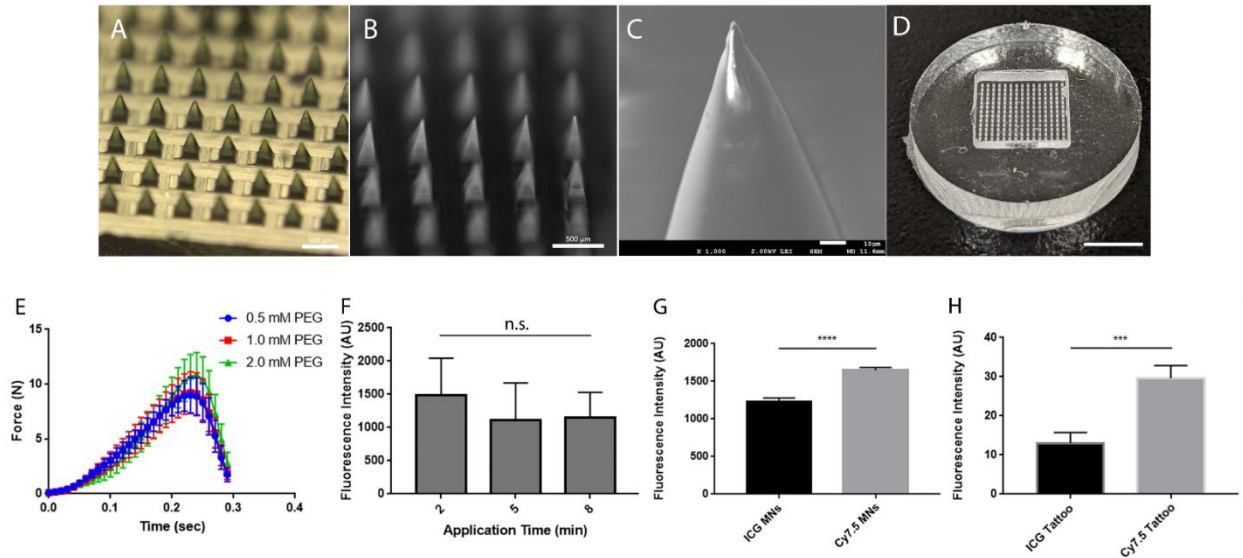 A
B
C
D
500 µm
X 1,000 2.00kV LEI SEM WD 11.6mm
10µm
E
0.5 mM PEG
1.0 mM PEG
2.0 mM PEG
Force (N)
15
10
5
0
0.0 0.1 0.2 0.3 0.4
Time (sec)
F
n.s.
Fluorescence Intensity (AU)
2500
2000
1500
1000
500
0
2 5 8
Application Time (min)
G
****
Fluorescence Intensity (AU)
2000
1500
1000
500
0
ICG MNs
Cy7.5 MNs
H
***
Fluorescence Intensity (AU)
40
30
20
10
0
ICG Tattoo
Cy7.5 Tattoo